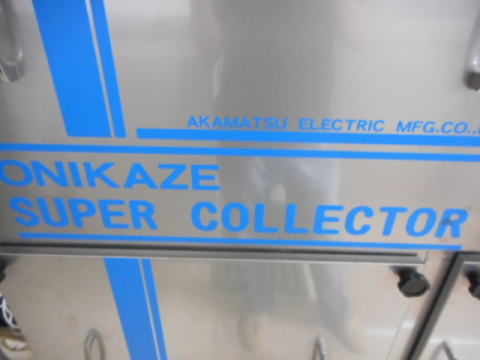 AKAMATSU ELECTRIC MFG.CO.,
ONIKAZE
SUPER COLLECTOR